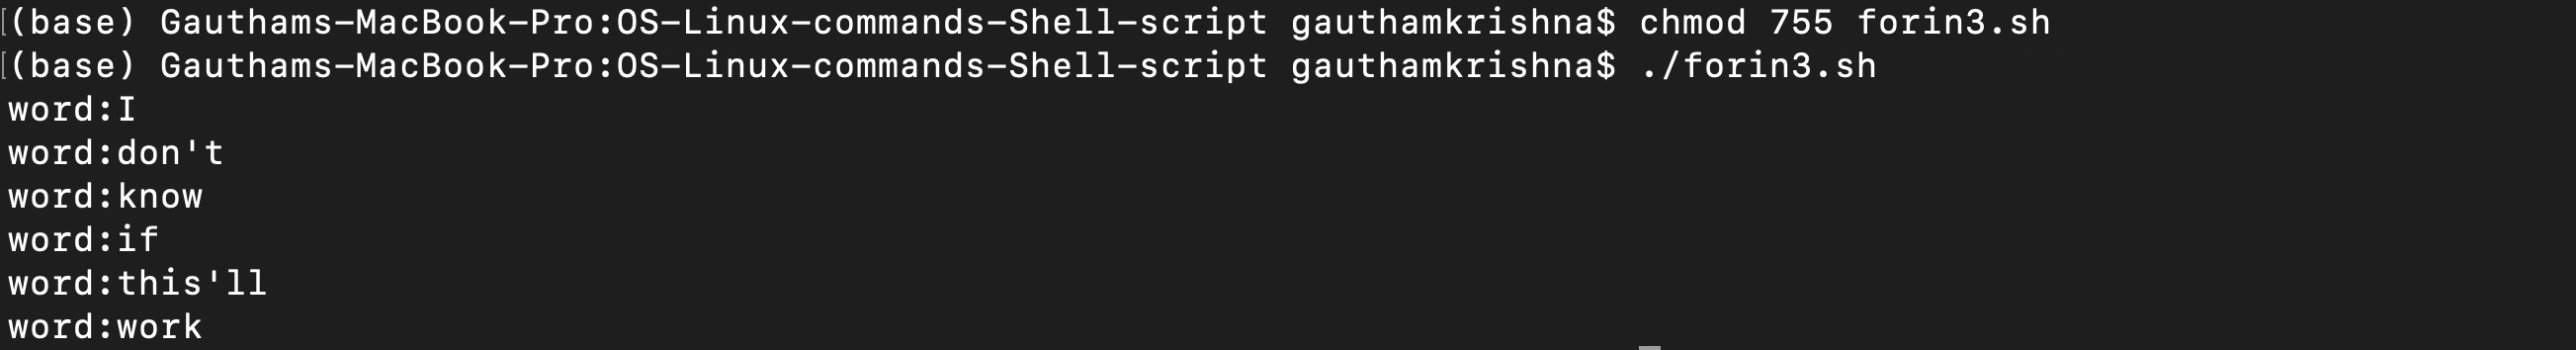 (base) Gauthams-MacBook-Pro:OS-Linux-commands-Shell-script gauthamkrishna$ chmod 755 forin3.sh
(base) Gauthams-MacBook-Pro:OS-Linux-commands-Shell-script gauthamkrishna$ ./forin3.sh
word:I
word:don't
word:know
word:if
word:this'll
word:work